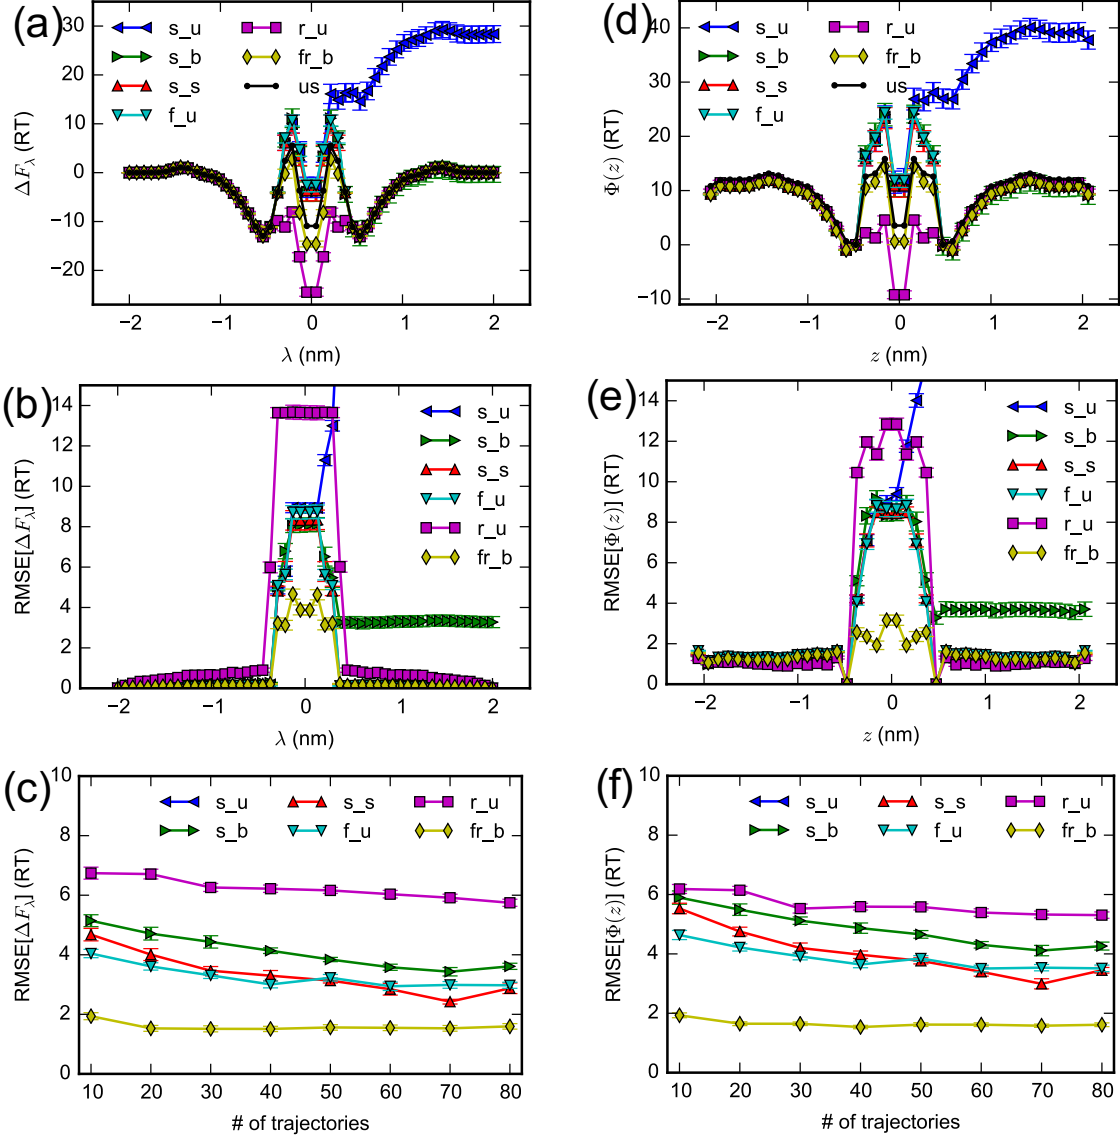 (a)
30
20
10
0
−10
−20
ΔF_λ (RT)
s_u
s_b
s_s
f_u
r_u
fr_b
us
−2
−1
0
1
2
λ (nm)
(d)
40
30
20
10
0
−10
Φ(z) (RT)
s_u
s_b
s_s
f_u
r_u
fr_b
us
−2
−1
0
1
2
z (nm)
(b)
14
12
10
8
6
4
2
0
RMSE[ΔF_λ] (RT)
s_u
s_b
s_s
f_u
r_u
fr_b
−2
−1
0
1
2
λ (nm)
(e)
14
12
10
8
6
4
2
0
RMSE[Φ(z)] (RT)
s_u
s_b
s_s
f_u
r_u
fr_b
−2
−1
0
1
2
z (nm)
(c)
10
8
6
4
2
0
RMSE[ΔF_λ] (RT)
s_u
s_s
r_u
s_b
f_u
fr_b
10 20 30 40 50 60 70 80
# of trajectories
(f)
10
8
6
4
2
0
RMSE[Φ(z)] (RT)
s_u
s_s
r_u
s_b
f_u
fr_b
10 20 30 40 50 60 70 80
# of trajectories